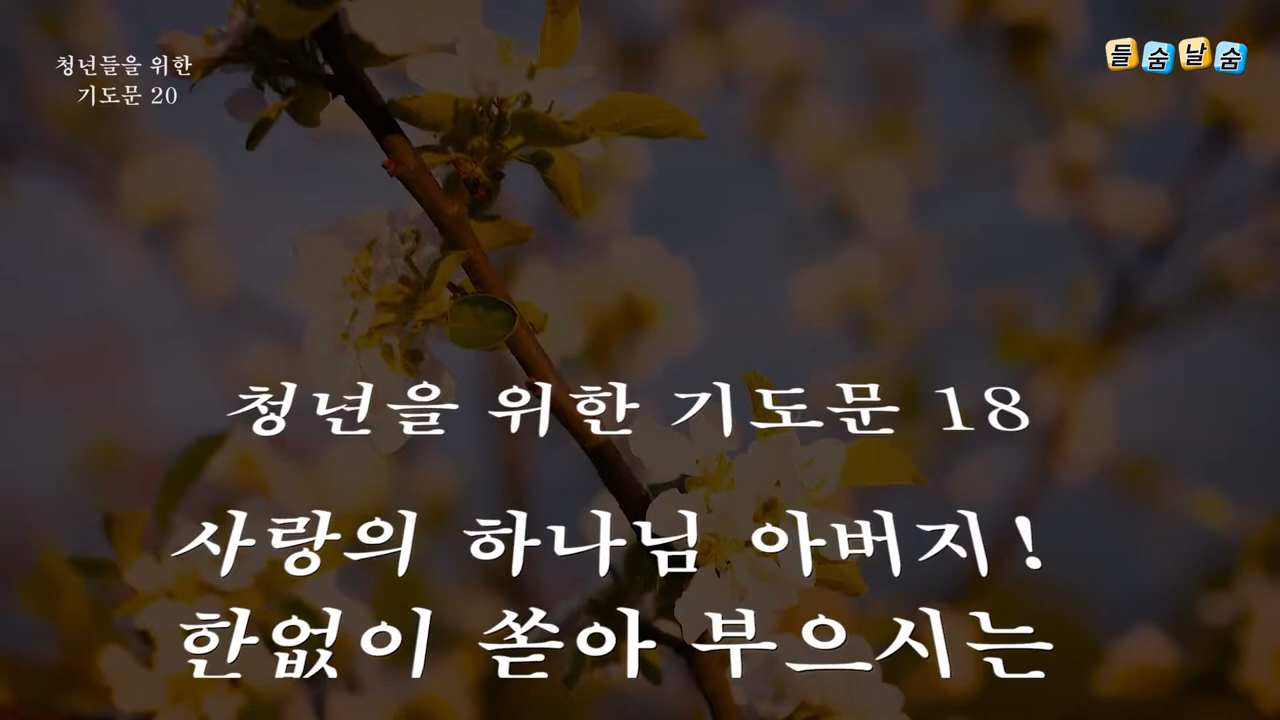 청년들을 위한
기도문 20
들숨날숨
청년을 위한 기도문 18
사랑의 하나님 아버지!
한없이 쏟아 부으시는